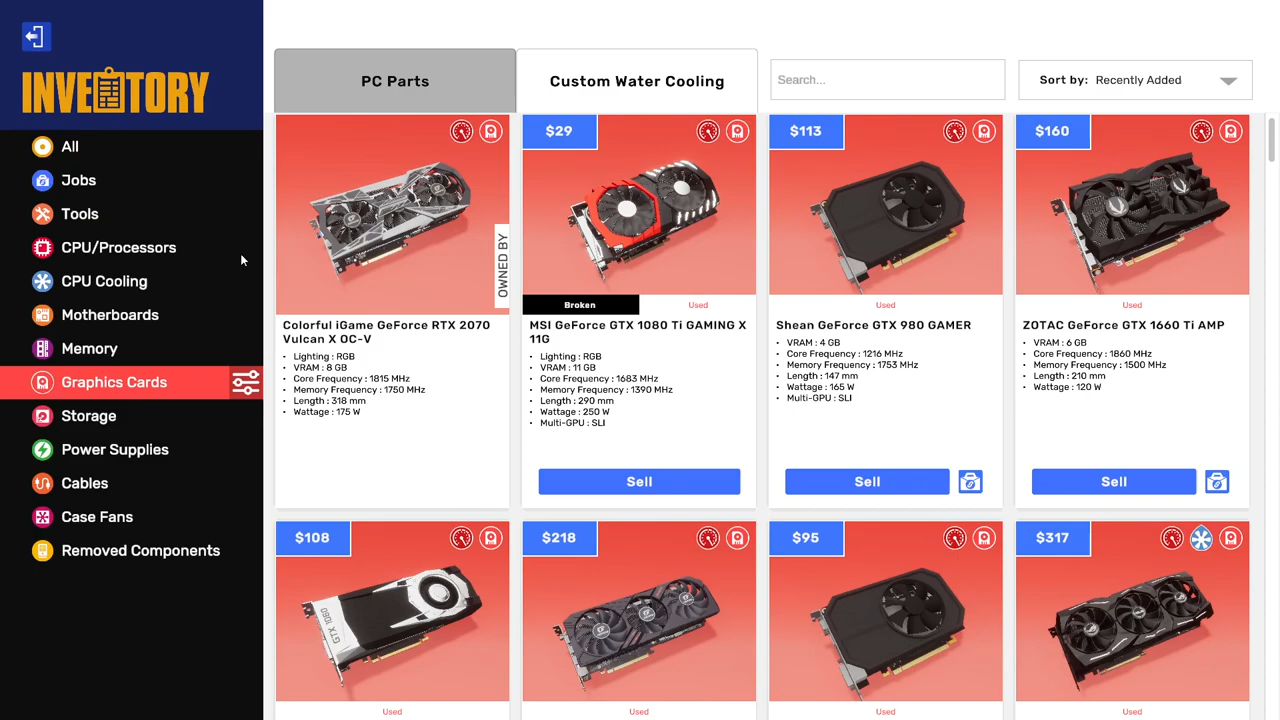 INVENTORY
All
Jobs
Tools
CPU/Processors
CPU Cooling
Motherboards
Memory
Graphics Cards
Storage
Power Supplies
Cables
Case Fans
Removed Components
PC Parts
Custom Water Cooling
Search...
Sort by: Recently Added
OWNED BY
Colorful iGame GeForce RTX 2070
Vulcan X OC-V
• Lighting : RGB
• VRAM : 8 GB
• Core Frequency : 1815 MHz
• Memory Frequency : 1750 MHz
• Length : 318 mm
• Wattage : 175 W
$29
Broken
Used
MSI GeForce GTX 1080 Ti GAMING X
11G
• Lighting : RGB
• VRAM : 11 GB
• Core Frequency : 1683 MHz
• Memory Frequency : 1390 MHz
• Length : 290 mm
• Wattage : 250 W
• Multi-GPU : SLI
Sell
$113
Used
Shean GeForce GTX 980 GAMER
• VRAM : 4 GB
• Core Frequency : 1216 MHz
• Memory Frequency : 1753 MHz
• Length : 147 mm
• Wattage : 165 W
• Multi-GPU : SLI
Sell
$160
Used
ZOTAC GeForce GTX 1660 Ti AMP
• VRAM : 6 GB
• Core Frequency : 1860 MHz
• Memory Frequency : 1500 MHz
• Length : 210 mm
• Wattage : 120 W
Sell
$108
GTX 1080
Used
$218
Used
$95
Used
$317
Used